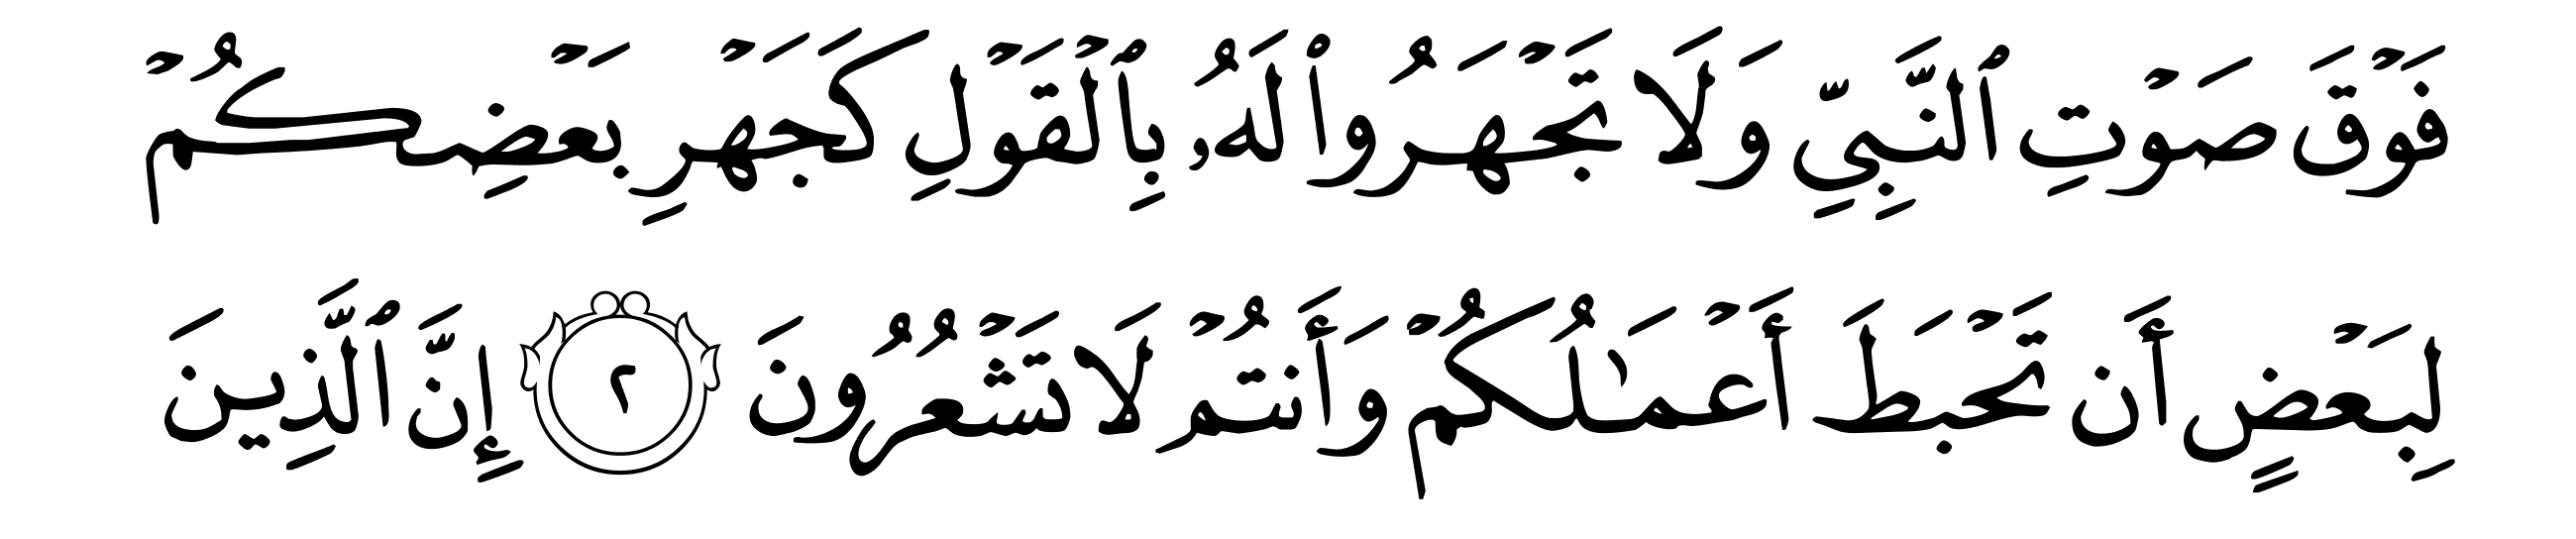 فَوْقَ صَوْتِ ٱلنَّبِيِّ وَلَا تَجْهَرُوا۟ لَهُۥ بِٱلْقَوْلِ كَجَهْرِ بَعْضِكُمْ
لِبَعْضٍ أَن تَحْبَطَ أَعْمَـٰلُكُمْ وَأَنتُمْ لَا تَشْعُرُونَ ٢ إِنَّ ٱلَّذِينَ